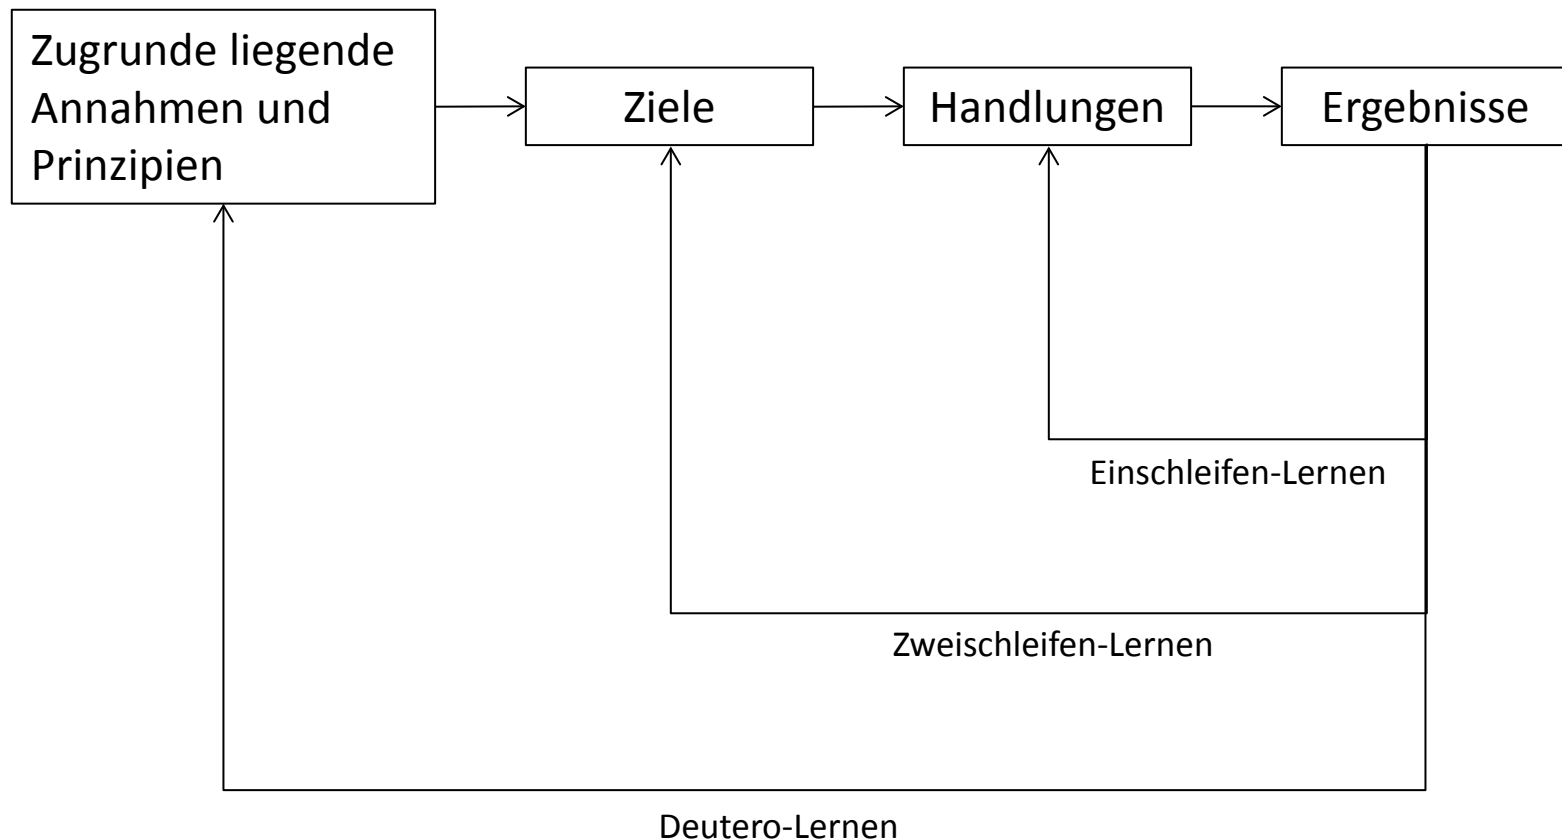 Zugrunde liegende
Annahmen und
Prinzipien
Ziele
Handlungen
Ergebnisse
Einschleifen-Lernen
Zweischleifen-Lernen
Deutero-Lernen